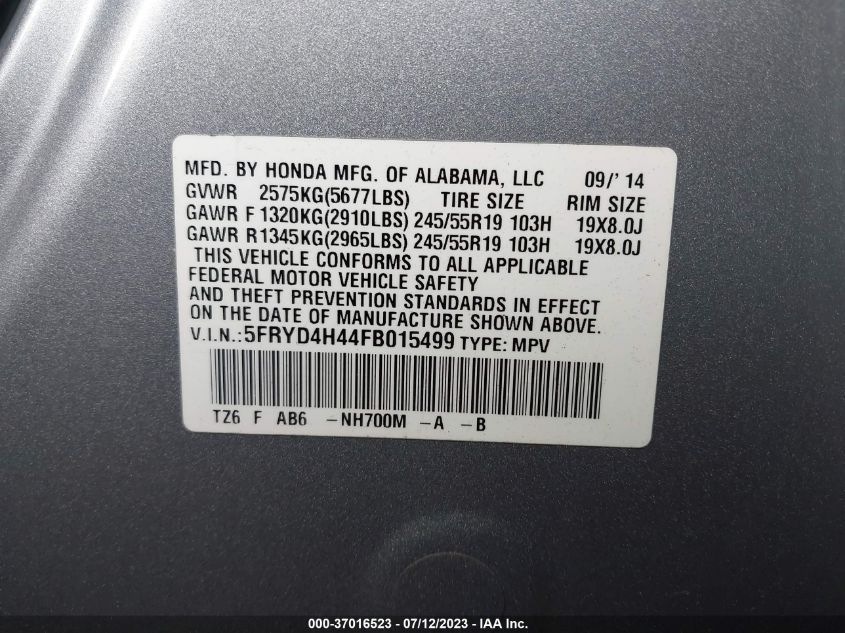 MFD. BY HONDA MFG. OF ALABAMA, LLC 09/' 14
GVWR 2575KG(5677LBS) TIRE SIZE RIM SIZE
GAWR F 1320KG(2910LBS) 245/55R19 103H 19X8.0J
GAWR R1345KG(2965LBS) 245/55R19 103H 19X8.0J
THIS VEHICLE CONFORMS TO ALL APPLICABLE
FEDERAL MOTOR VEHICLE SAFETY
AND THEFT PREVENTION STANDARDS IN EFFECT
ON THE DATE OF MANUFACTURE SHOWN ABOVE.
V.I.N.:5FRYD4H44FB015499 TYPE: MPV
TZ6 F AB6 -NH700M -A -B
000-37016523 - 07/12/2023 - IAA Inc.